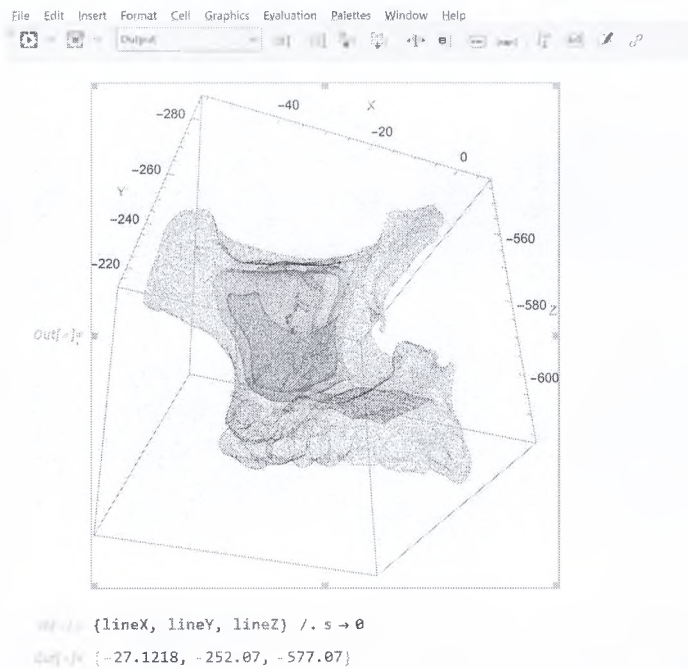 File Edit Insert Format Cell Graphics Evaluation Palettes Window Help
Output
-40 X
-280
-20
0
-260
Y
-240
-560
-220
-580 Z
Out[-]=
-600
{lineX, lineY, lineZ} /. s → 0
{-27.1218, -252.07, -577.07}